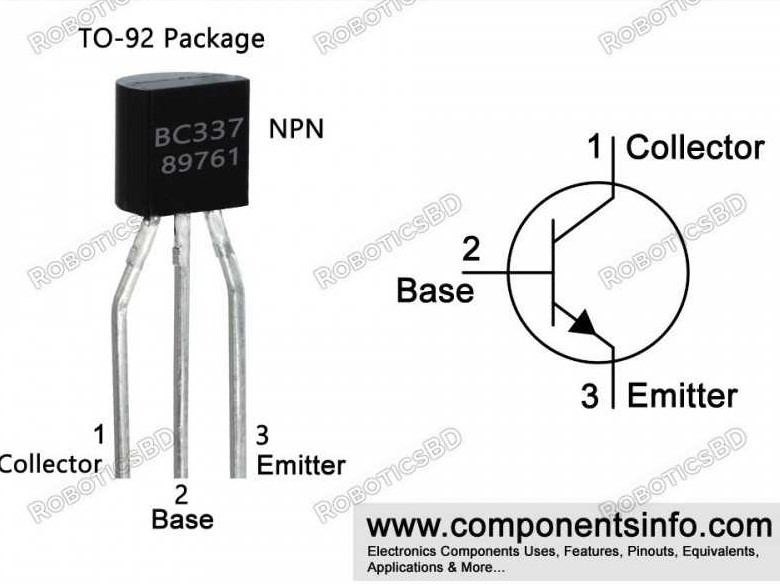 TO-92 Package
BC337
89761
NPN
1
Collector
2
Base
3
Emitter
1 Collector
2
Base
3 Emitter
www.componentsinfo.com
Electronics Components Uses, Features, Pinouts, Equivalents,
Applications & More...
ROBOTICSBD
ROBOTICSBD
ROBOTICSBD
ROBOTICSBD
ROBOTICSBD
ROBOTICSBD
ROBOTICSBD
ROBOTICSBD
ROBOTICSBD